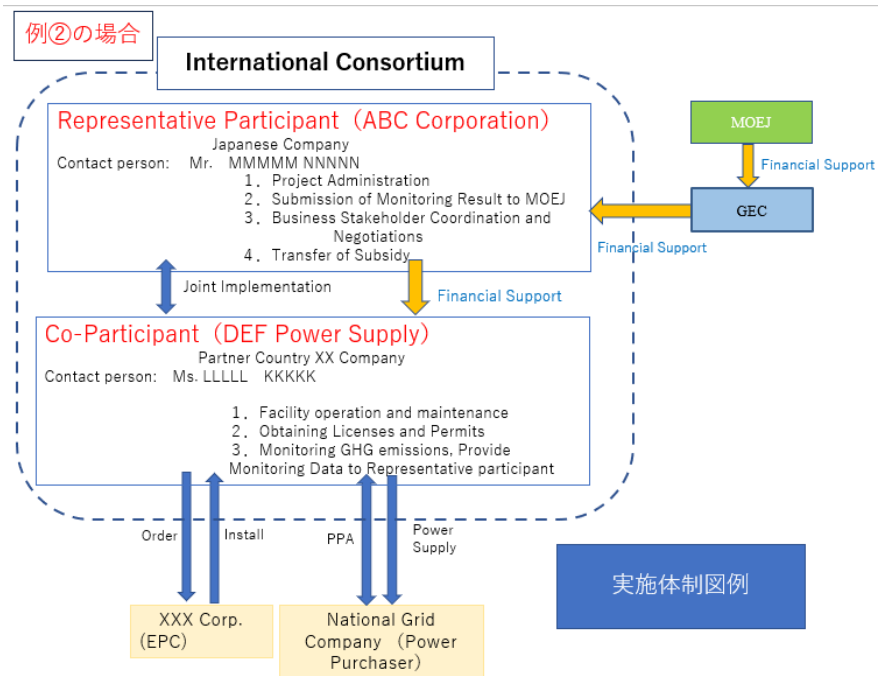 例②の場合
International Consortium
Representative Participant（ABC Corporation）
Japanese Company
Contact person: Mr. MMMMM NNNNN
1．Project Administration
2．Submission of Monitoring Result to MOEJ
3．Business Stakeholder Coordination and
Negotiations
4．Transfer of Subsidy
MOEJ
Financial Support
GEC
Financial Support
Joint Implementation
Financial Support
Co-Participant（DEF Power Supply）
Partner Country XX Company
Contact person: Ms. LLLLL KKKKK
1．Facility operation and maintenance
2．Obtaining Licenses and Permits
3．Monitoring GHG emissions, Provide
Monitoring Data to Representative participant
Order
Install
PPA
Power
Supply
XXX Corp.
(EPC)
National Grid
Company （Power
Purchaser）
実施体制図例